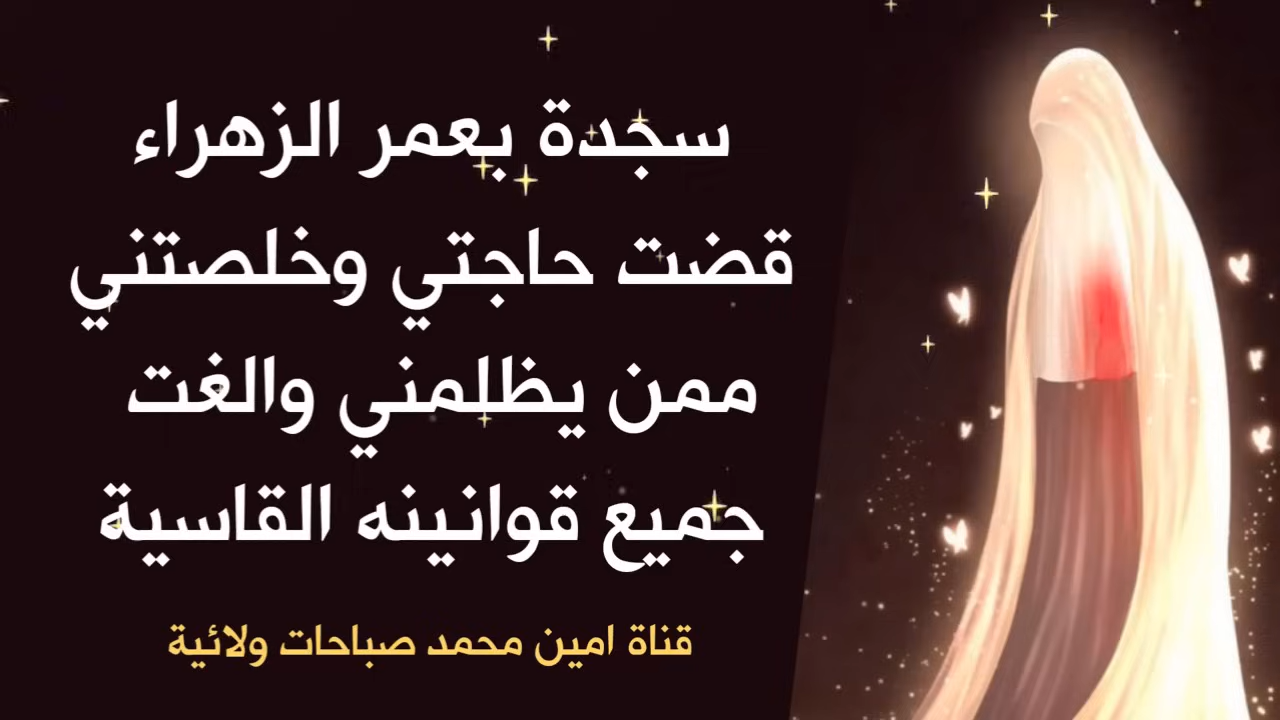 سجدة بعمر الزهراء
قضت حاجتي وخلصتني
ممن يظلمني والغت
جميع قوانينه القاسية
قناة امين محمد صباحات ولائية